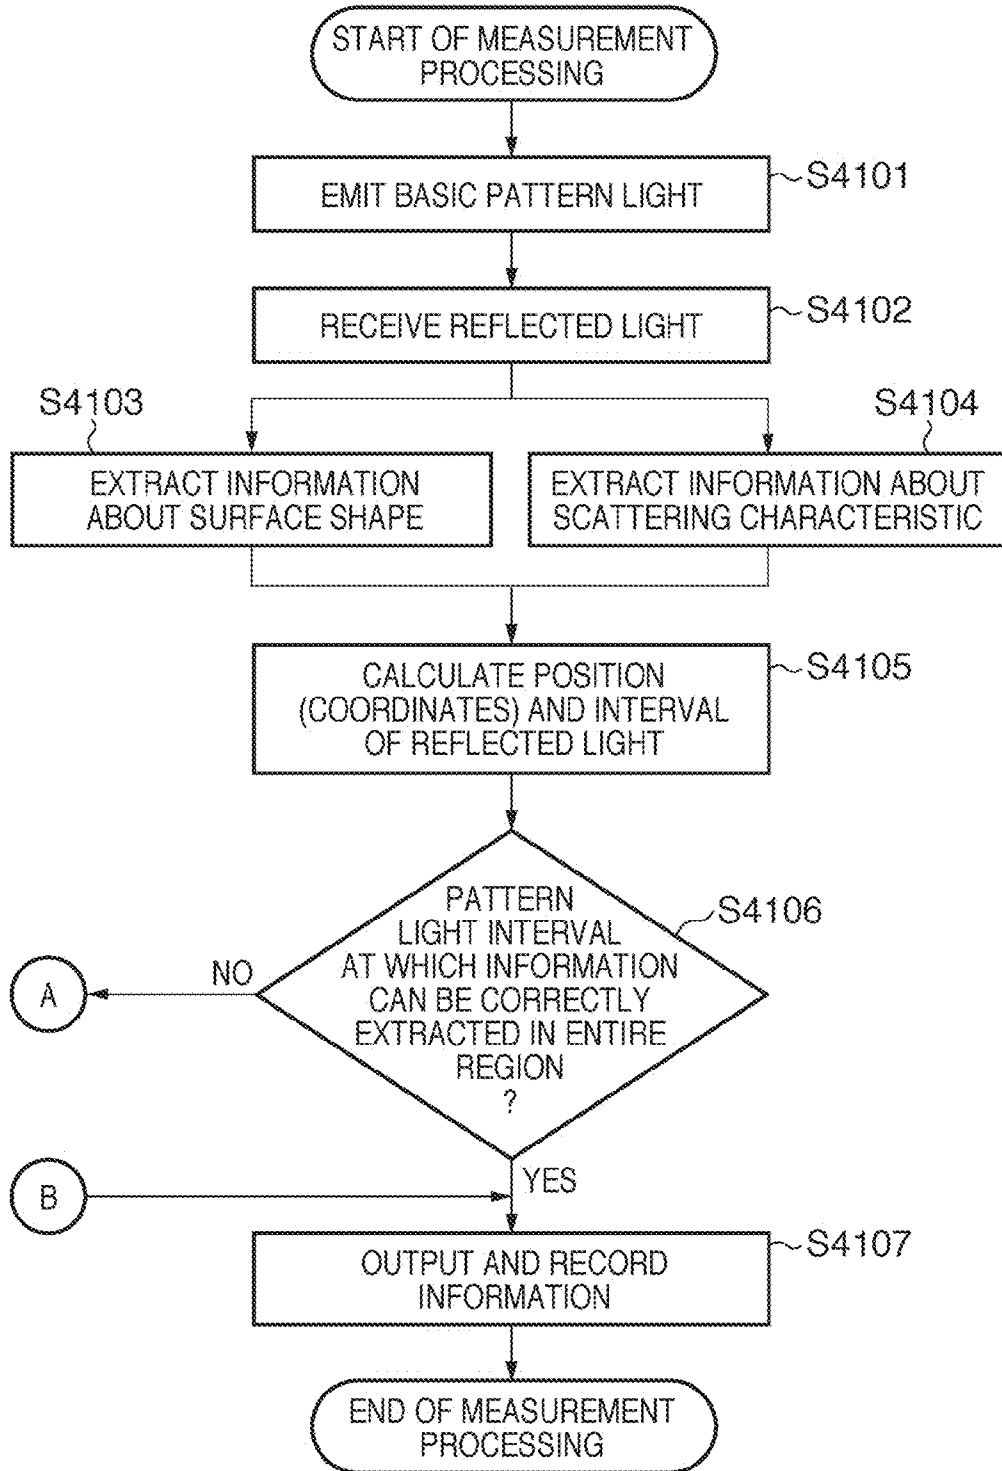 START OF MEASUREMENT
PROCESSING
EMIT BASIC PATTERN LIGHT
S4101
RECEIVE REFLECTED LIGHT
S4102
S4103
S4104
EXTRACT INFORMATION
ABOUT SURFACE SHAPE
EXTRACT INFORMATION ABOUT
SCATTERING CHARACTERISTIC
CALCULATE POSITION
(COORDINATES) AND INTERVAL
OF REFLECTED LIGHT
S4105
PATTERN
LIGHT INTERVAL
AT WHICH INFORMATION
CAN BE CORRECTLY
EXTRACTED IN ENTIRE
REGION
?
S4106
NO
A
YES
B
OUTPUT AND RECORD
INFORMATION
S4107
END OF MEASUREMENT
PROCESSING